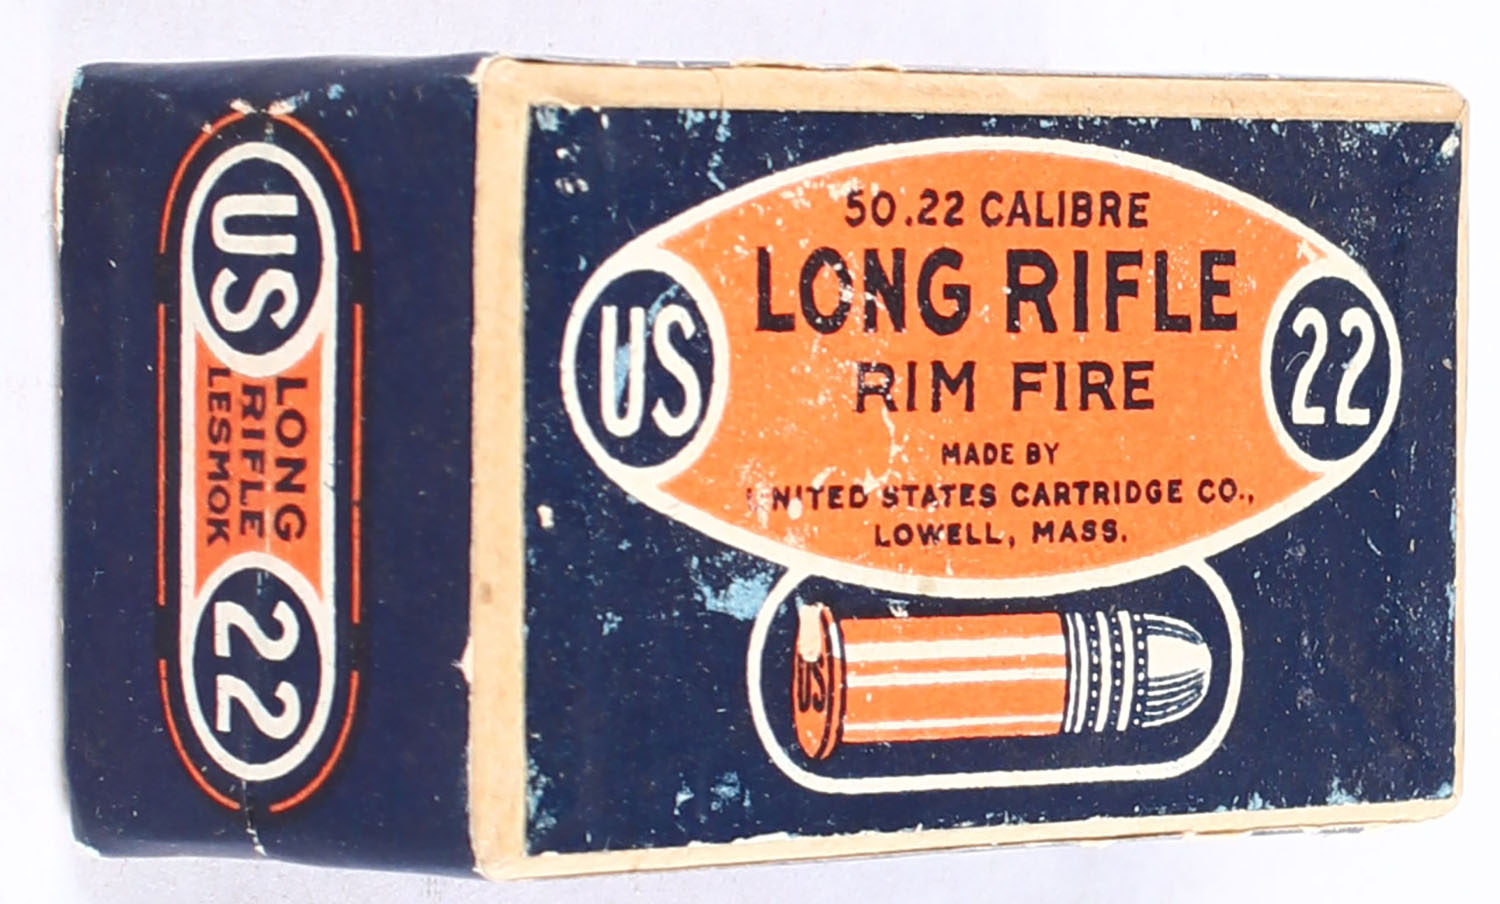 50 .22 CALIBRE
LONG RIFLE
RIM FIRE
US
22
MADE BY
UNITED STATES CARTRIDGE CO.,
LOWELL, MASS.
US
US
LONG
RIFLE
LESMOK
22